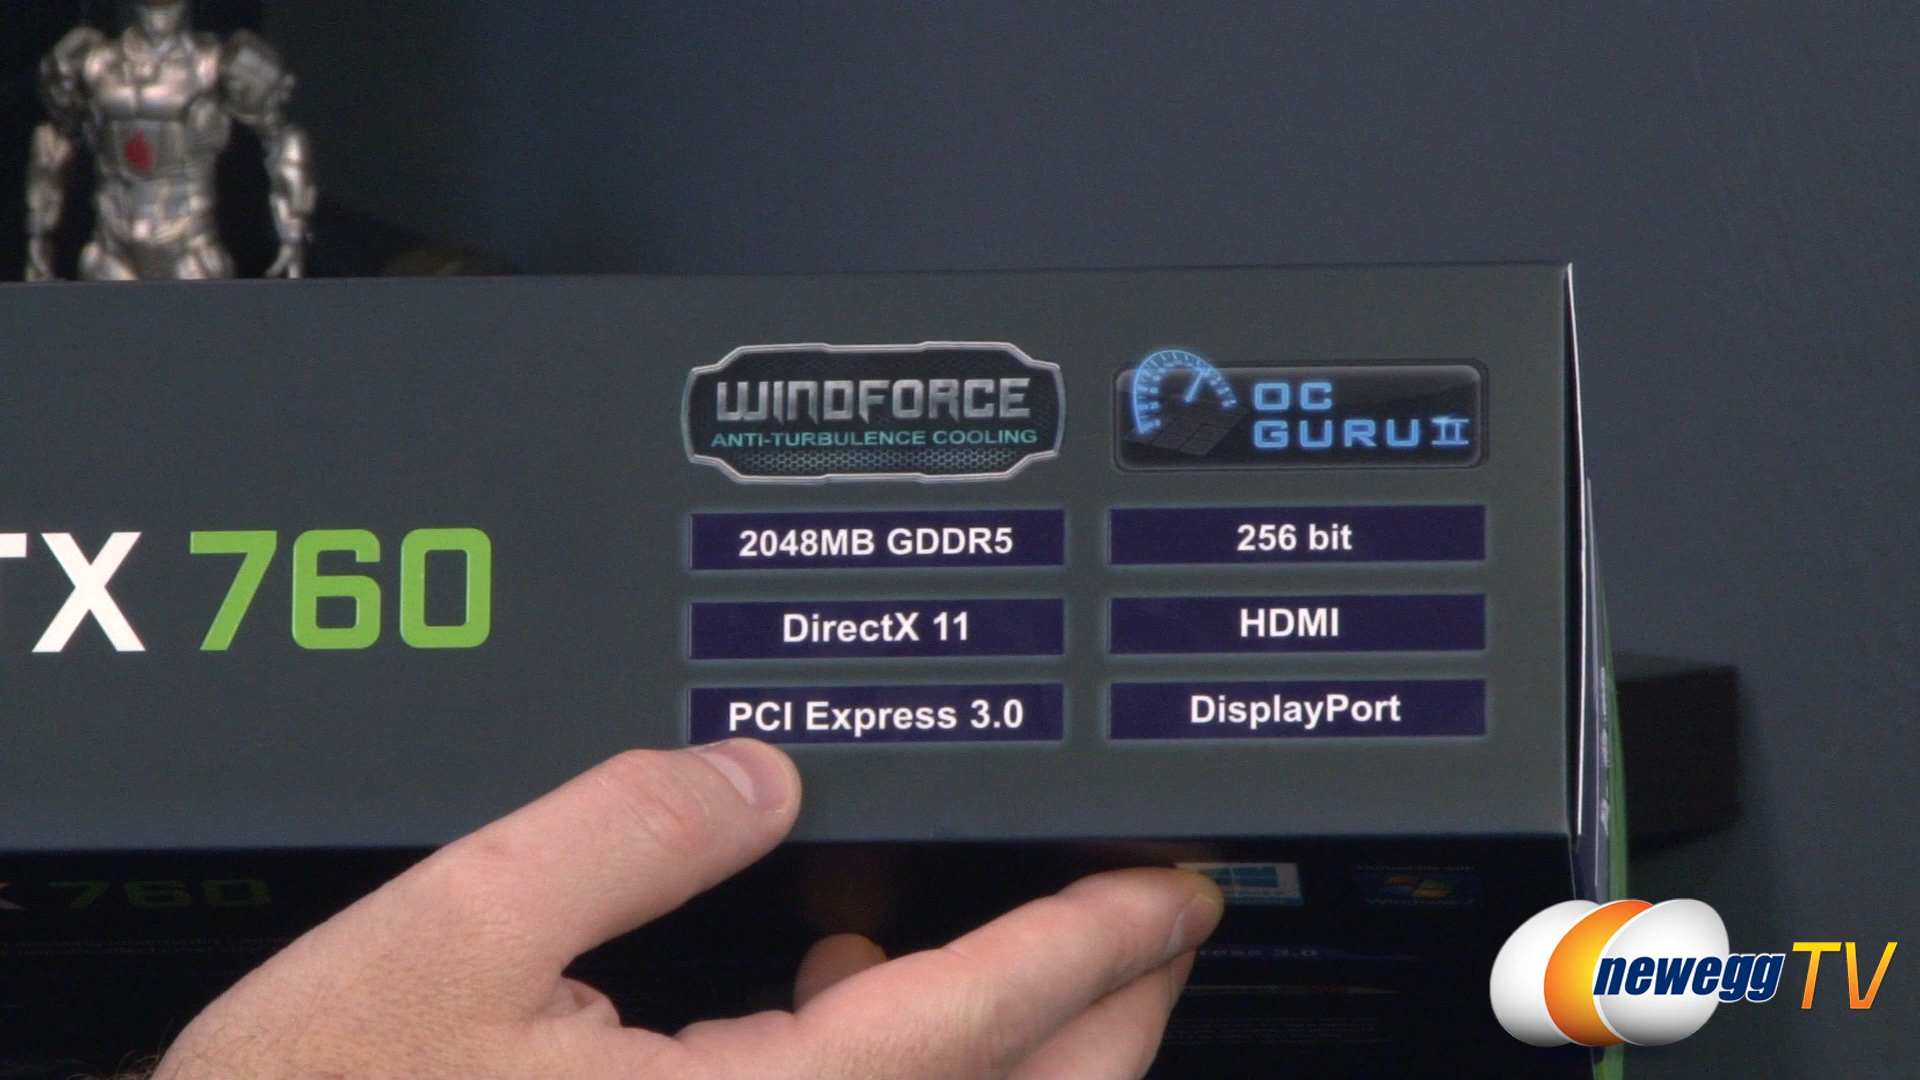 TX 760
WINDFORCE
ANTI-TURBULENCE COOLING
OC
GURU II
2048MB GDDR5
256 bit
DirectX 11
HDMI
PCI Express 3.0
DisplayPort
760
newegg TV